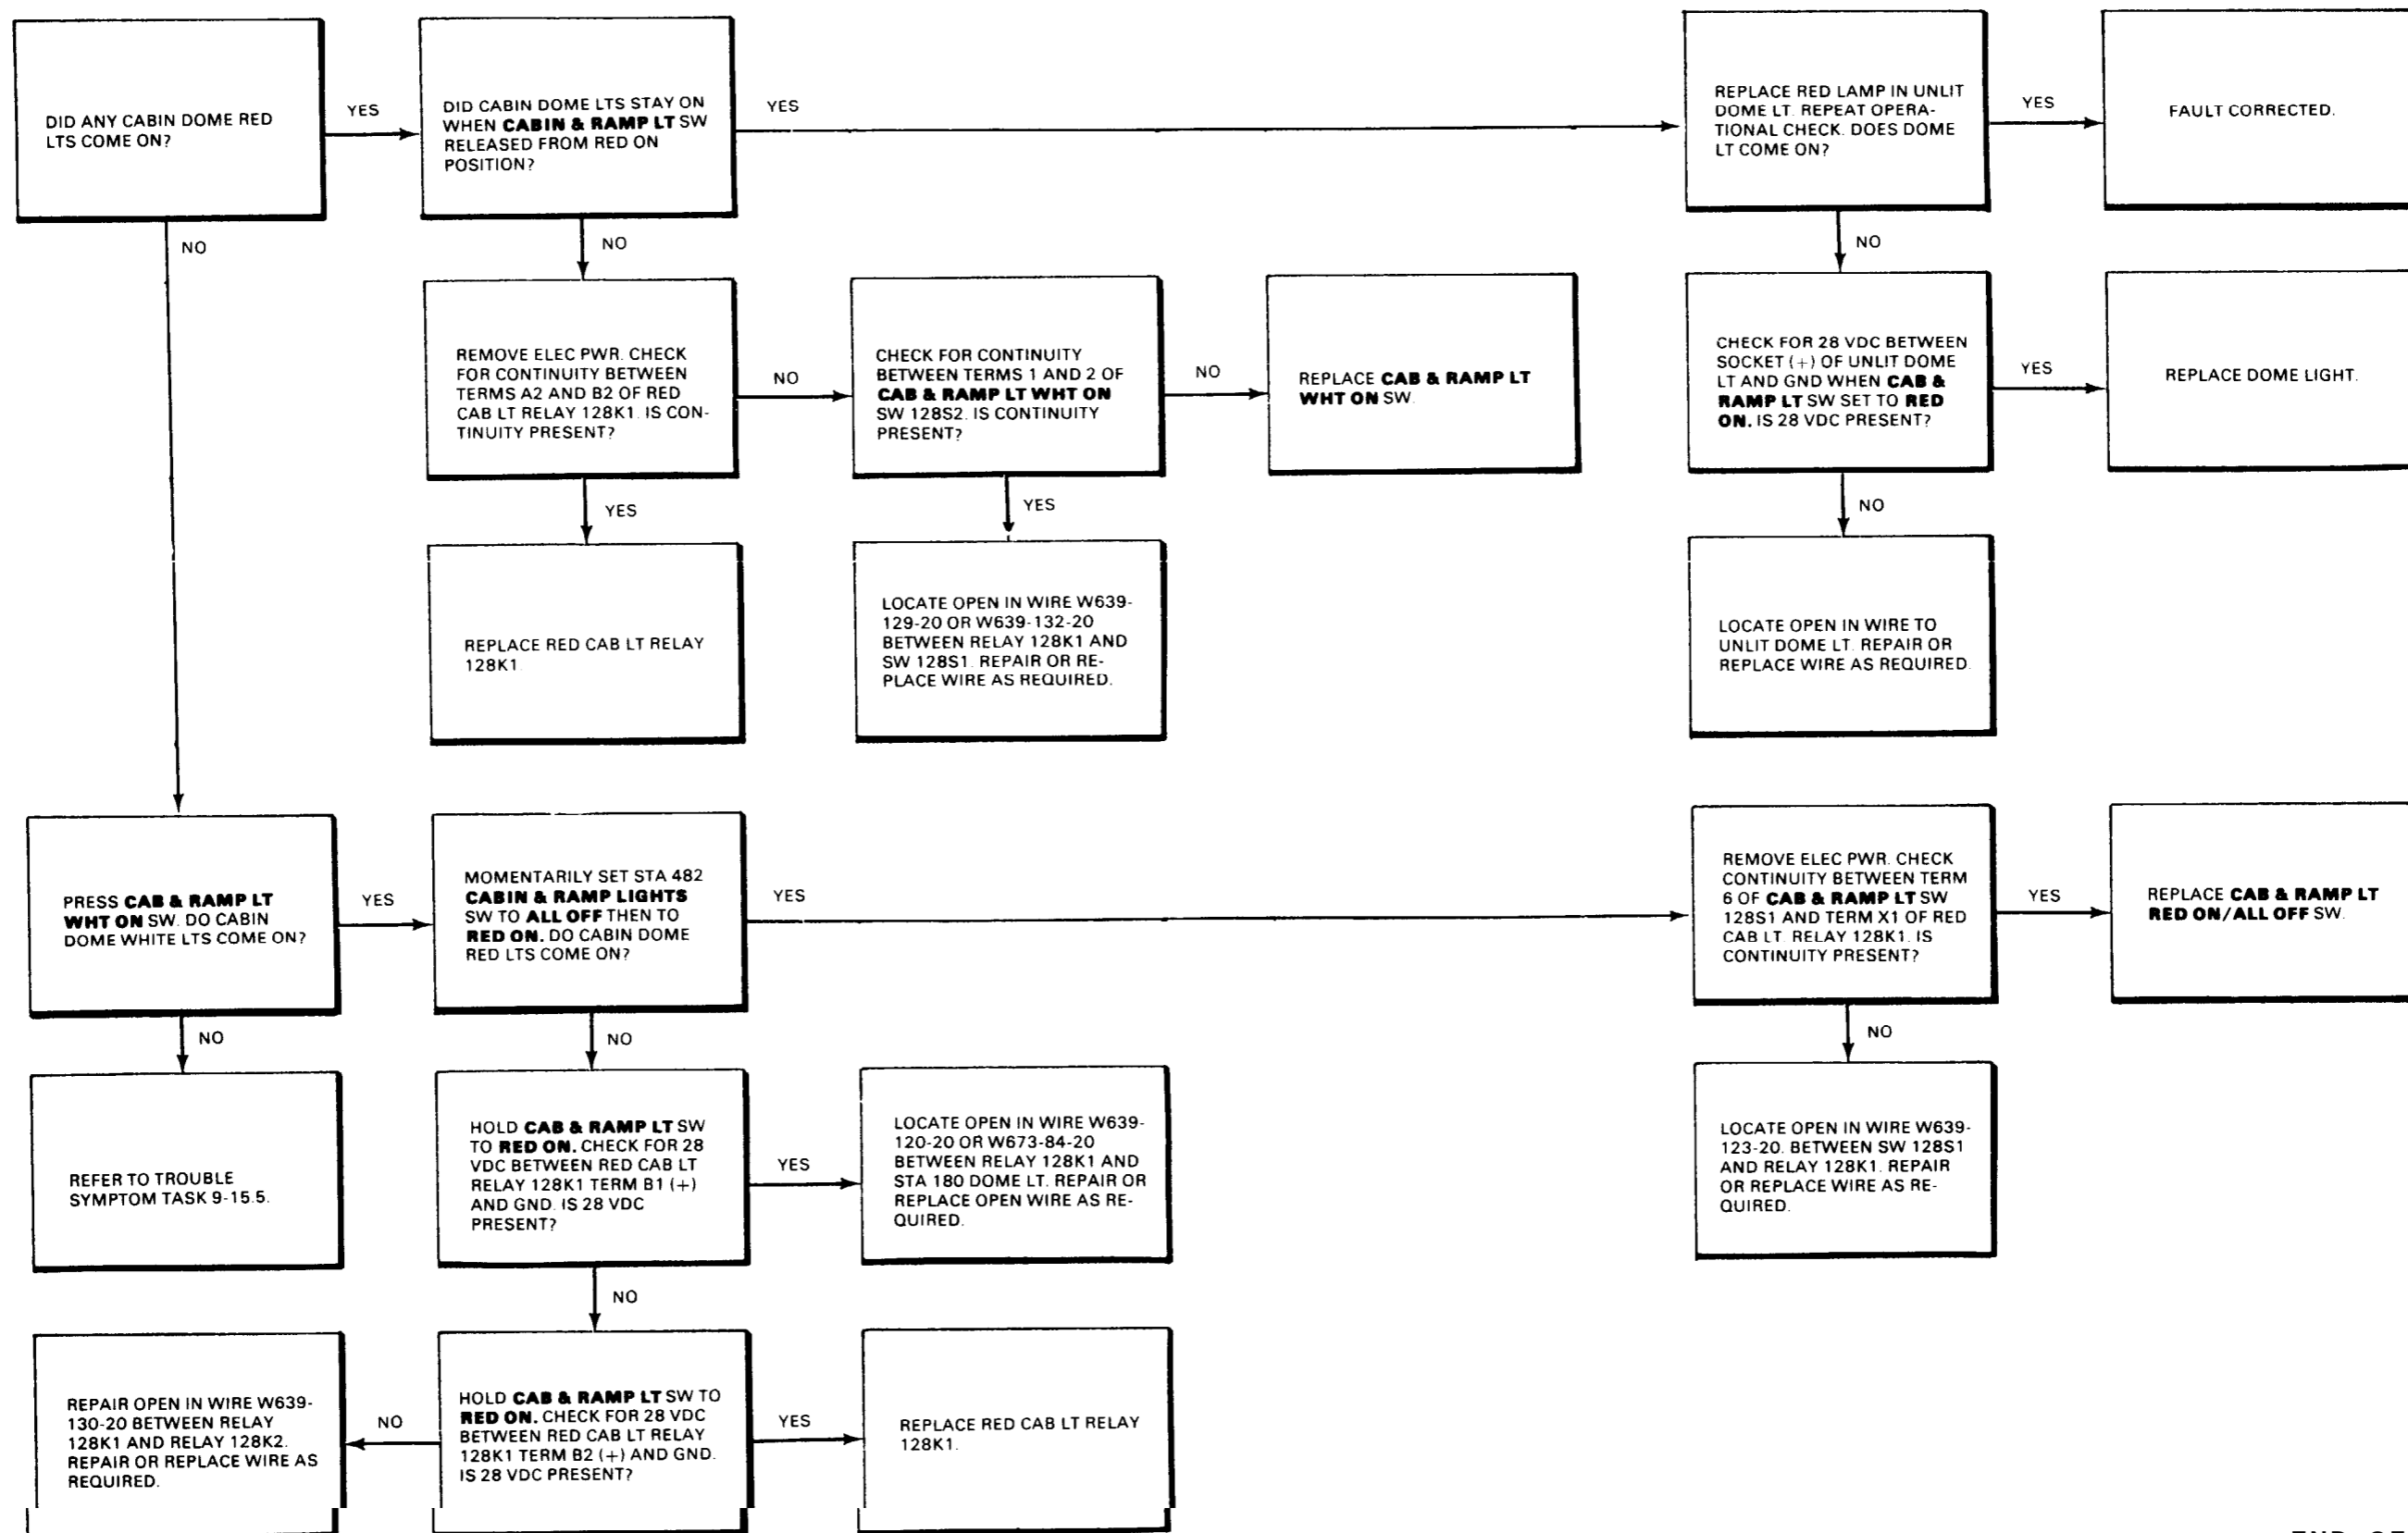 DID ANY CABIN DOME RED
LTS COME ON?
YES
DID CABIN DOME LTS STAY ON
WHEN CABIN & RAMP LT SW
RELEASED FROM RED ON
POSITION?
YES
REPLACE RED LAMP IN UNLIT
DOME LT. REPEAT OPERA-
TIONAL CHECK. DOES DOME
LT COME ON?
YES
FAULT CORRECTED.
NO
NO
NO
REMOVE ELEC PWR. CHECK
FOR CONTINUITY BETWEEN
TERMS A2 AND B2 OF RED
CAB LT RELAY 128K1. IS CON-
TINUITY PRESENT?
NO
CHECK FOR CONTINUITY
BETWEEN TERMS 1 AND 2 OF
CAB & RAMP LT WHT ON
SW 128S2. IS CONTINUITY
PRESENT?
NO
REPLACE CAB & RAMP LT
WHT ON SW.
CHECK FOR 28 VDC BETWEEN
SOCKET (+) OF UNLIT DOME
LT AND GND WHEN CAB &
RAMP LT SW SET TO RED
ON. IS 28 VDC PRESENT?
YES
REPLACE DOME LIGHT.
YES
YES
NO
REPLACE RED CAB LT RELAY
128K1.
LOCATE OPEN IN WIRE W639-
129-20 OR W639-132-20
BETWEEN RELAY 128K1 AND
SW 128S1. REPAIR OR RE-
PLACE WIRE AS REQUIRED.
LOCATE OPEN IN WIRE TO
UNLIT DOME LT. REPAIR OR
REPLACE WIRE AS REQUIRED.
PRESS CAB & RAMP LT
WHT ON SW. DO CABIN
DOME WHITE LTS COME ON?
YES
MOMENTARILY SET STA 482
CABIN & RAMP LIGHTS
SW TO ALL OFF THEN TO
RED ON. DO CABIN DOME
RED LTS COME ON?
YES
REMOVE ELEC PWR. CHECK
CONTINUITY BETWEEN TERM
6 OF CAB & RAMP LT SW
128S1 AND TERM X1 OF RED
CAB LT. RELAY 128K1. IS
CONTINUITY PRESENT?
YES
REPLACE CAB & RAMP LT
RED ON/ALL OFF SW.
NO
NO
NO
REFER TO TROUBLE
SYMPTOM TASK 9-15.5.
HOLD CAB & RAMP LT SW
TO RED ON. CHECK FOR 28
VDC BETWEEN RED CAB LT
RELAY 128K1 TERM B1 (+)
AND GND. IS 28 VDC
PRESENT?
YES
LOCATE OPEN IN WIRE W639-
120-20 OR W673-84-20
BETWEEN RELAY 128K1 AND
STA 180 DOME LT. REPAIR OR
REPLACE OPEN WIRE AS RE-
QUIRED.
LOCATE OPEN IN WIRE W639-
123-20. BETWEEN SW 128S1
AND RELAY 128K1. REPAIR
OR REPLACE WIRE AS RE-
QUIRED.
NO
REPAIR OPEN IN WIRE W639-
130-20 BETWEEN RELAY
128K1 AND RELAY 128K2.
REPAIR OR REPLACE WIRE AS
REQUIRED.
NO
HOLD CAB & RAMP LT SW TO
RED ON. CHECK FOR 28 VDC
BETWEEN RED CAB LT RELAY
128K1 TERM B2 (+) AND GND.
IS 28 VDC PRESENT?
YES
REPLACE RED CAB LT RELAY
128K1.